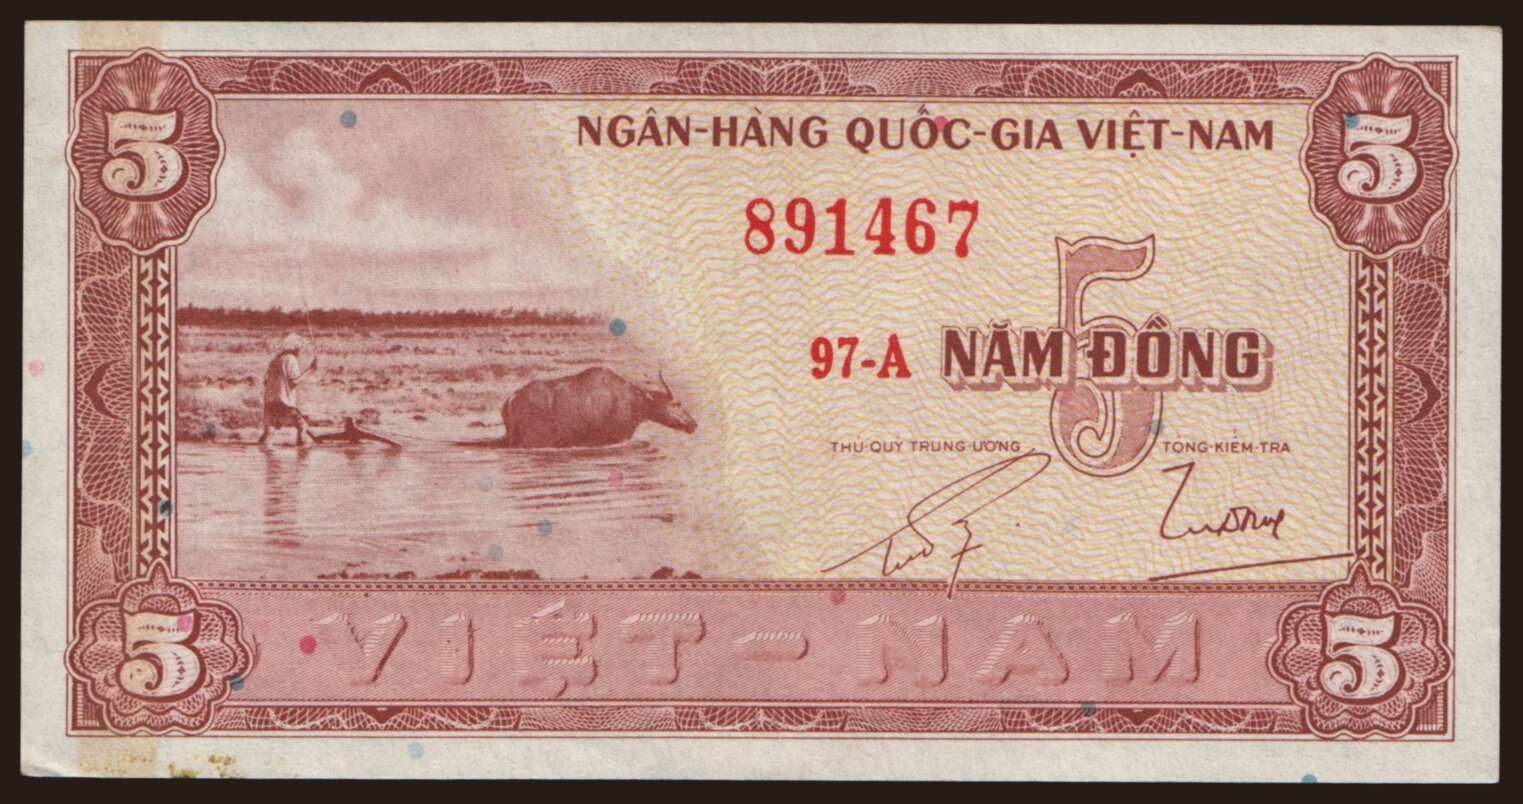 5 5
NGÂN-HÀNG QUỐC-GIA VIỆT-NAM
891467
5
97-A NĂM ĐỒNG
THỦ-QUỸ TRUNG-ƯƠNG TỔNG-KIỂM-TRA
VIỆT-NAM
5 5